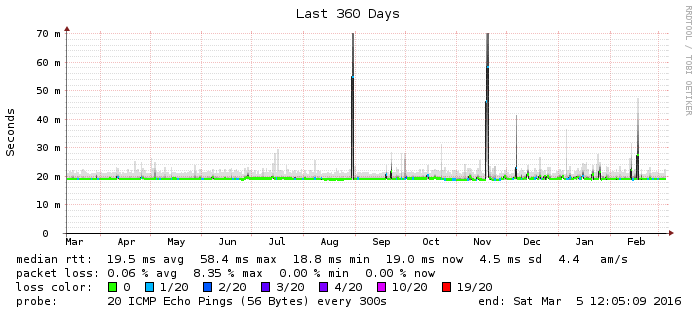 Last 360 Days
RRDTOOL / TOBI OETIKER
Seconds
70 m
60 m
50 m
40 m
30 m
20 m
10 m
0
Mar Apr May Jun Jul Aug Sep Oct Nov Dec Jan Feb
median rtt: 19.5 ms avg 58.4 ms max 18.8 ms min 19.0 ms now 4.5 ms sd 4.4 am/s
packet loss: 0.06 % avg 8.35 % max 0.00 % min 0.00 % now
loss color: 0 1/20 2/20 3/20 4/20 10/20 19/20
probe: 20 ICMP Echo Pings (56 Bytes) every 300s end: Sat Mar 5 12:05:09 2016